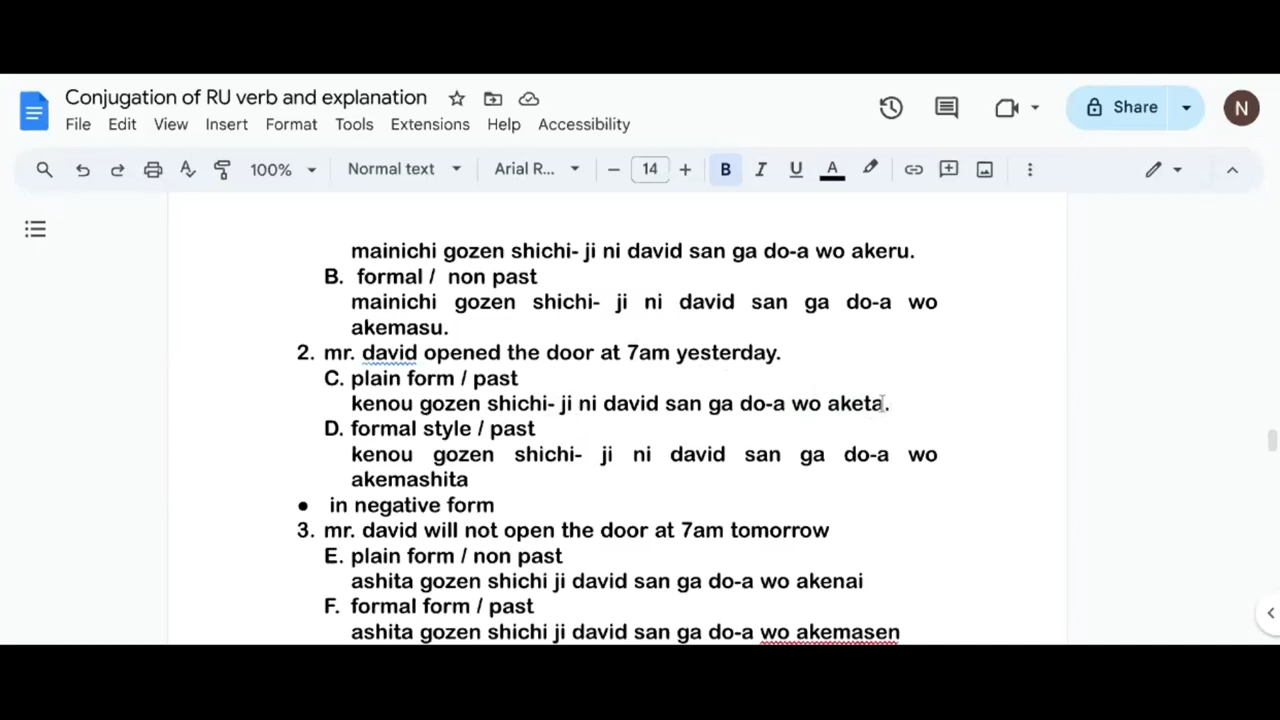 Conjugation of RU verb and explanation
File Edit View Insert Format Tools Extensions Help Accessibility
Share
N
100% Normal text Arial R... 14 B I U A
mainichi gozen shichi- ji ni david san ga do-a wo akeru.
B. formal / non past
mainichi gozen shichi- ji ni david san ga do-a wo
akemasu.
2. mr. david opened the door at 7am yesterday.
C. plain form / past
kenou gozen shichi- ji ni david san ga do-a wo aketa.
D. formal style / past
kenou gozen shichi- ji ni david san ga do-a wo
akemashita
● in negative form
3. mr. david will not open the door at 7am tomorrow
E. plain form / non past
ashita gozen shichi ji david san ga do-a wo akenai
F. formal form / past
ashita gozen shichi ji david san ga do-a wo akemasen